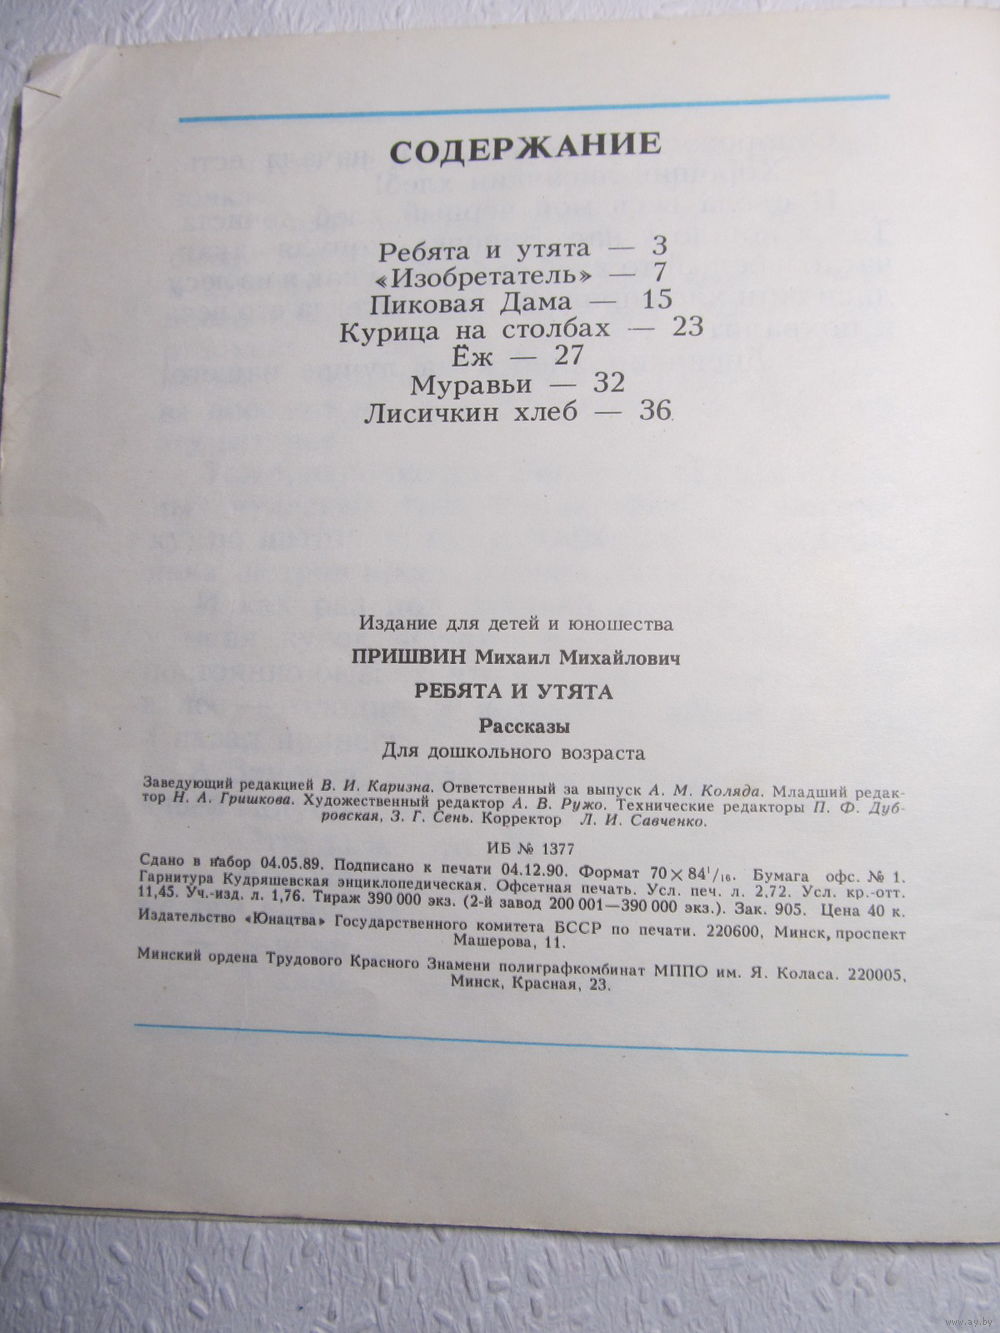 СОДЕРЖАНИЕ
Ребята и утята — 3
«Изобретатель» — 7
Пиковая Дама — 15
Курица на столбах — 23
Ёж — 27
Муравьи — 32
Лисичкин хлеб — 36
Издание для детей и юношества
ПРИШВИН Михаил Михайлович
РЕБЯТА И УТЯТА
Рассказы
Для дошкольного возраста
Заведующий редакцией В. И. Каризна. Ответственный за выпуск А. М. Коляда. Младший редак-
тор Н. А. Гришкова. Художественный редактор А. В. Ружо. Технические редакторы П. Ф. Дуб-
ровская, З. Г. Сень. Корректор Л. И. Савченко.
ИБ № 1377
Сдано в набор 04.05.89. Подписано к печати 04.12.90. Формат 70×84¹/₁₆. Бумага офс. № 1.
Гарнитура Кудряшевская энциклопедическая. Офсетная печать. Усл. печ. л. 2,72. Усл. кр.-отт.
11,45. Уч.-изд. л. 1,76. Тираж 390 000 экз. (2-й завод 200 001—390 000 экз.). Зак. 905. Цена 40 к.
Издательство «Юнацтва» Государственного комитета БССР по печати. 220600, Минск, проспект
Машерова, 11.
Минский ордена Трудового Красного Знамени полиграфкомбинат МППО им. Я. Коласа. 220005,
Минск, Красная, 23.
www.ay.by